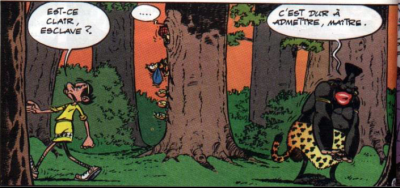 EST-CE
CLAIR,
ESCLAVE ?.
....
C'EST DUR À
ADMETTRE, MAÎTRE.